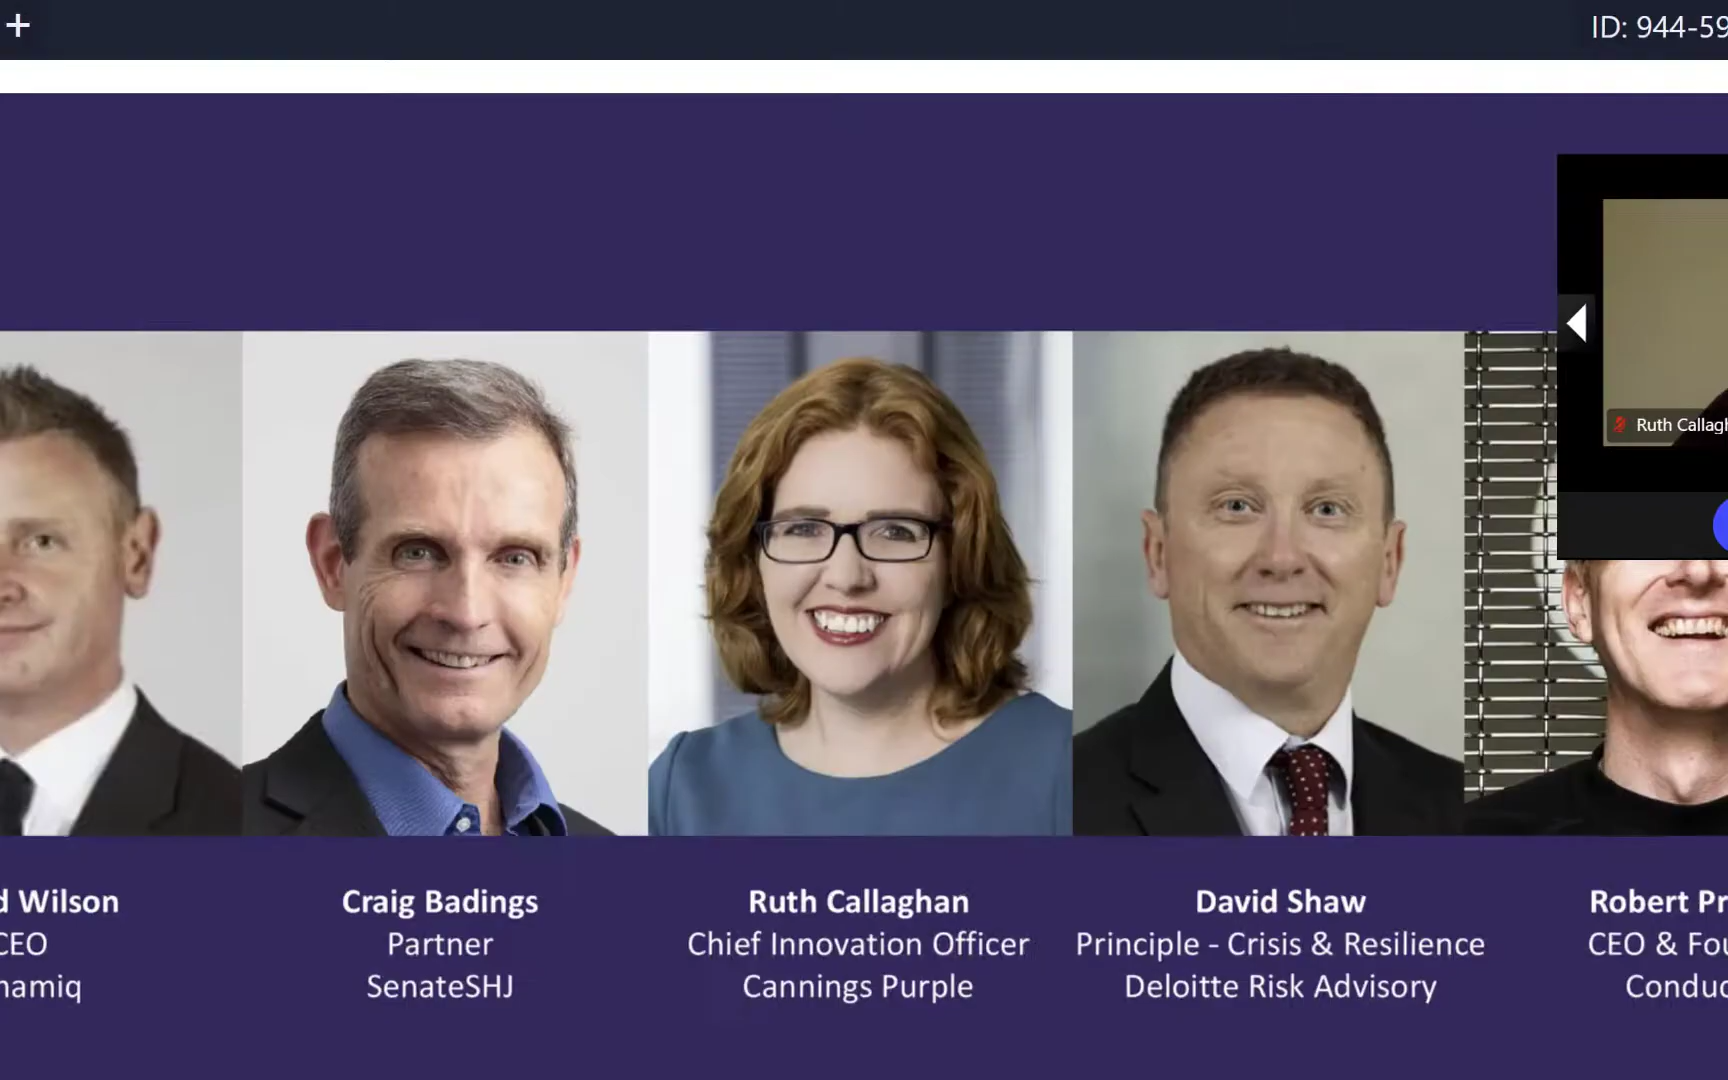 ID: 944-59
Ruth Callagh
d Wilson
CEO
namiq
Craig Badings
Partner
SenateSHJ
Ruth Callaghan
Chief Innovation Officer
Cannings Purple
David Shaw
Principle - Crisis & Resilience
Deloitte Risk Advisory
Robert Pr
CEO & Fou
Conduc